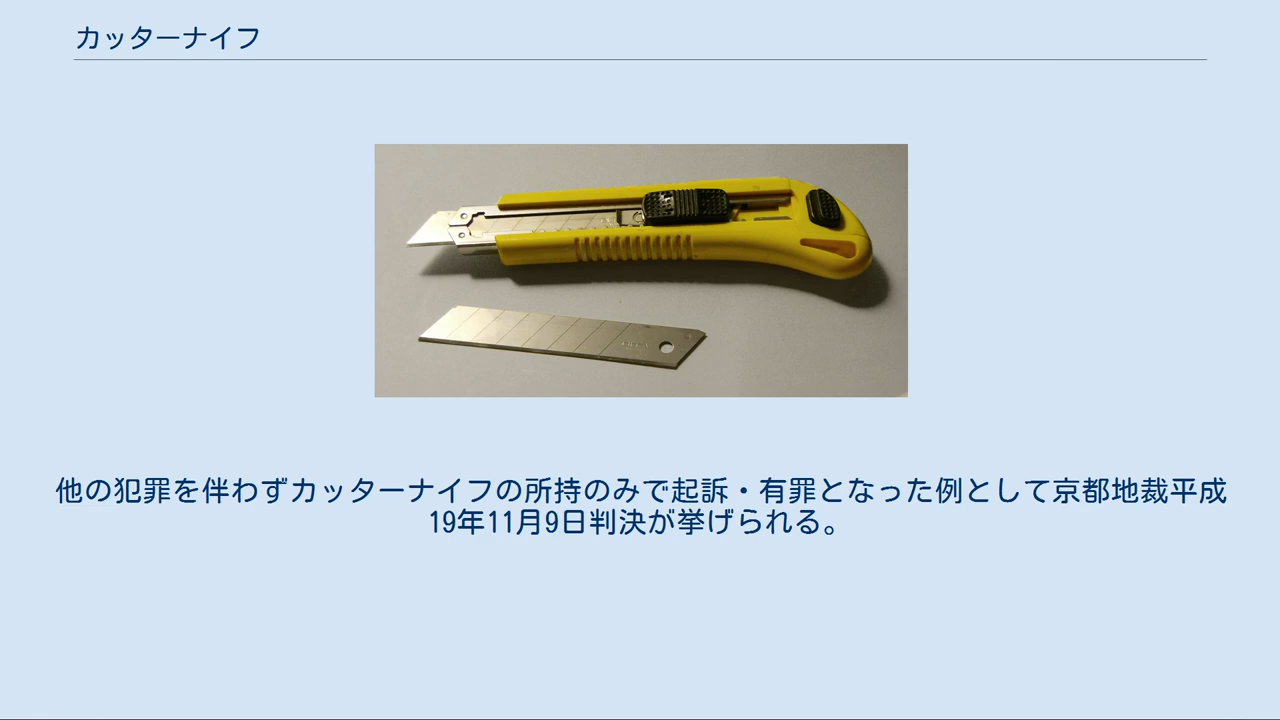 カッターナイフ
他の犯罪を伴わずカッターナイフの所持のみで起訴・有罪となった例として京都地裁平成
19年11月9日判決が挙げられる。